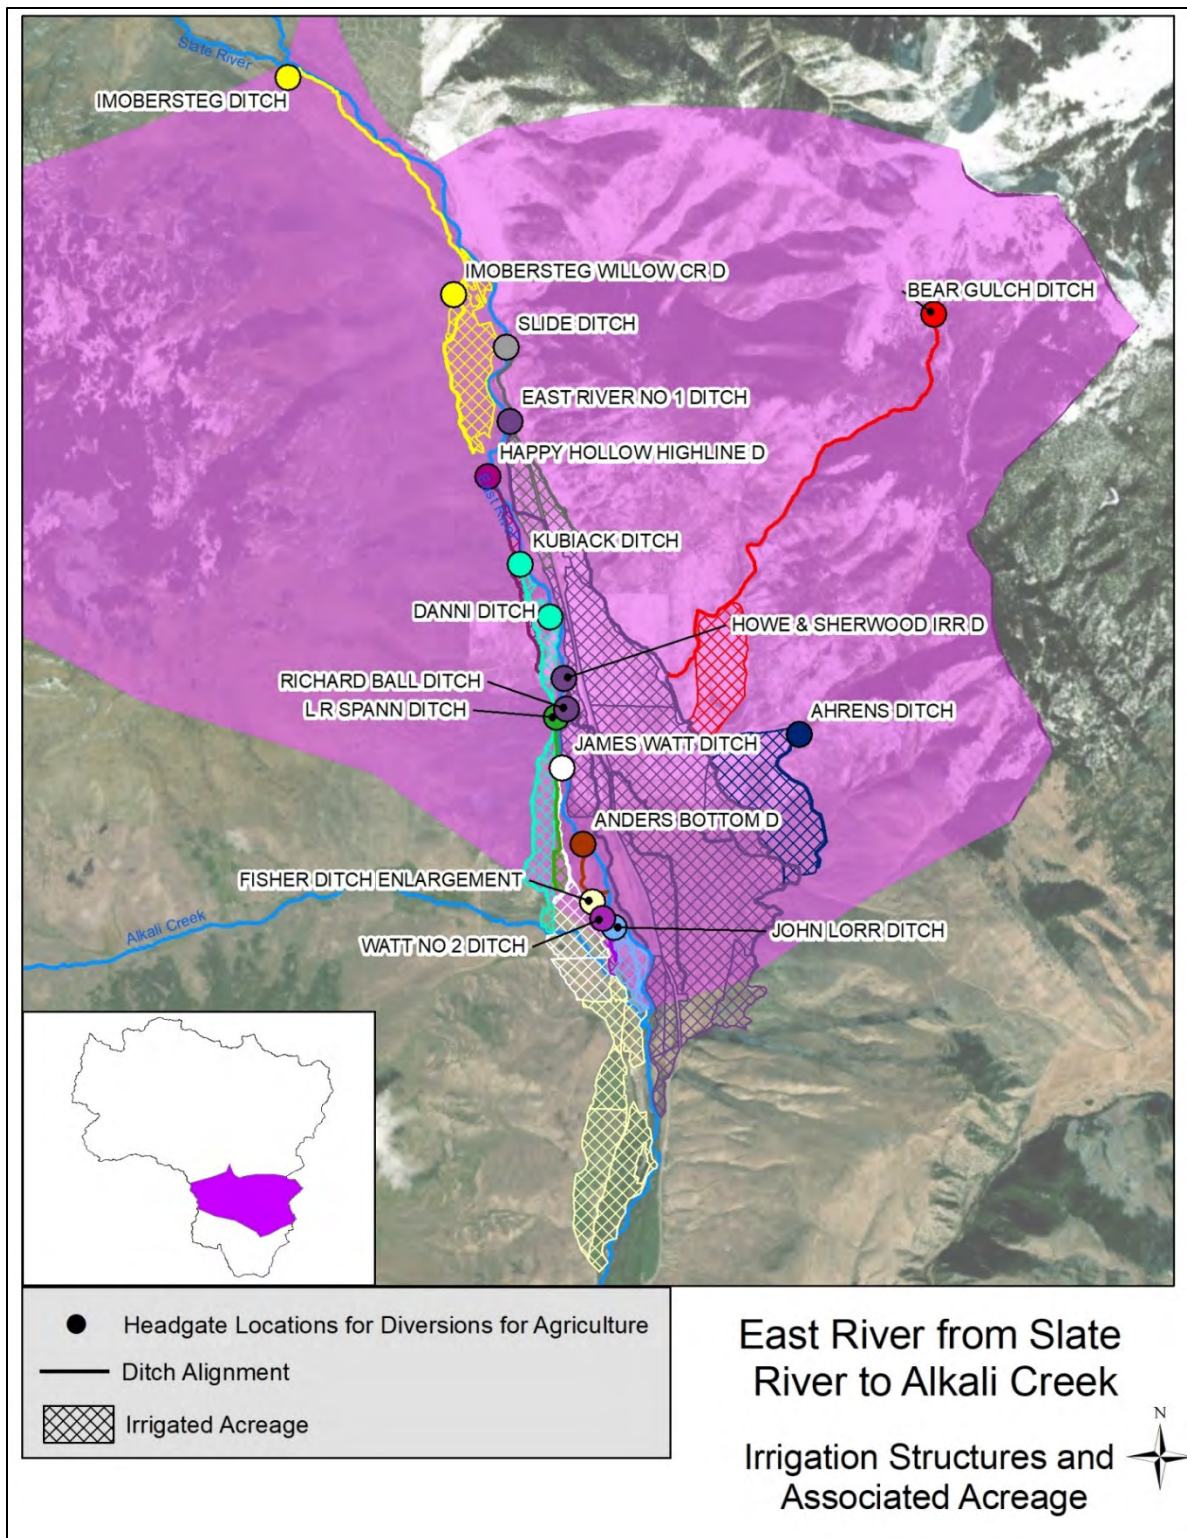 Slate River
IMOBERSTEG DITCH
IMOBERSTEG WILLOW CR D
BEAR GULCH DITCH
SLIDE DITCH
EAST RIVER NO 1 DITCH
HAPPY HOLLOW HIGHLINE D
East River
KUBIACK DITCH
DANNI DITCH
HOWE & SHERWOOD IRR D
RICHARD BALL DITCH
L R SPANN DITCH
AHRENS DITCH
JAMES WATT DITCH
ANDERS BOTTOM D
FISHER DITCH ENLARGEMENT
Alkali Creek
WATT NO 2 DITCH
JOHN LORR DITCH
Headgate Locations for Diversions for Agriculture
Ditch Alignment
Irrigated Acreage
East River from Slate
River to Alkali Creek
N
Irrigation Structures and
Associated Acreage